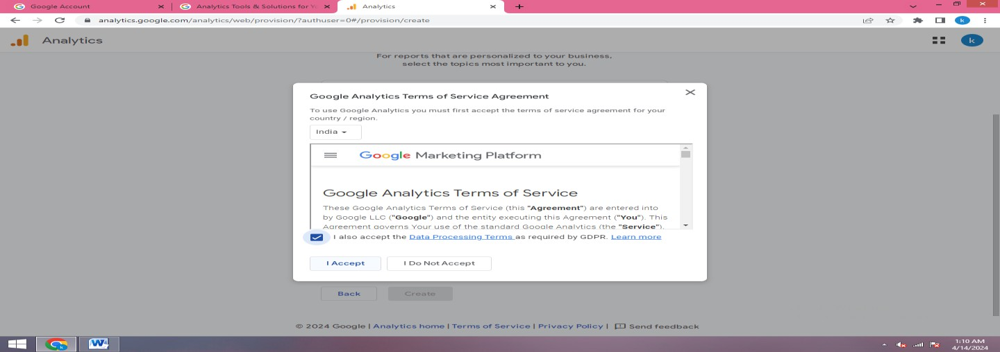 Google Account
Analytics Tools & Solutions for Yo
Analytics
analytics.google.com/analytics/web/provision/?authuser=0#/provision/create
k
Analytics
k
For reports that are personalized to your business,
select the topics most important to you.
Google Analytics Terms of Service Agreement
To use Google Analytics you must first accept the terms of service agreement for your
country / region.
India
Google Marketing Platform
Google Analytics Terms of Service
These Google Analytics Terms of Service (this "Agreement") are entered into
by Google LLC ("Google") and the entity executing this Agreement ("You"). This
Agreement governs Your use of the standard Google Analytics (the "Service").
I also accept the Data Processing Terms as required by GDPR. Learn more
I Accept
I Do Not Accept
Back
Create
© 2024 Google | Analytics home | Terms of Service | Privacy Policy | Send feedback
k
W
1:10 AM
4/14/2024